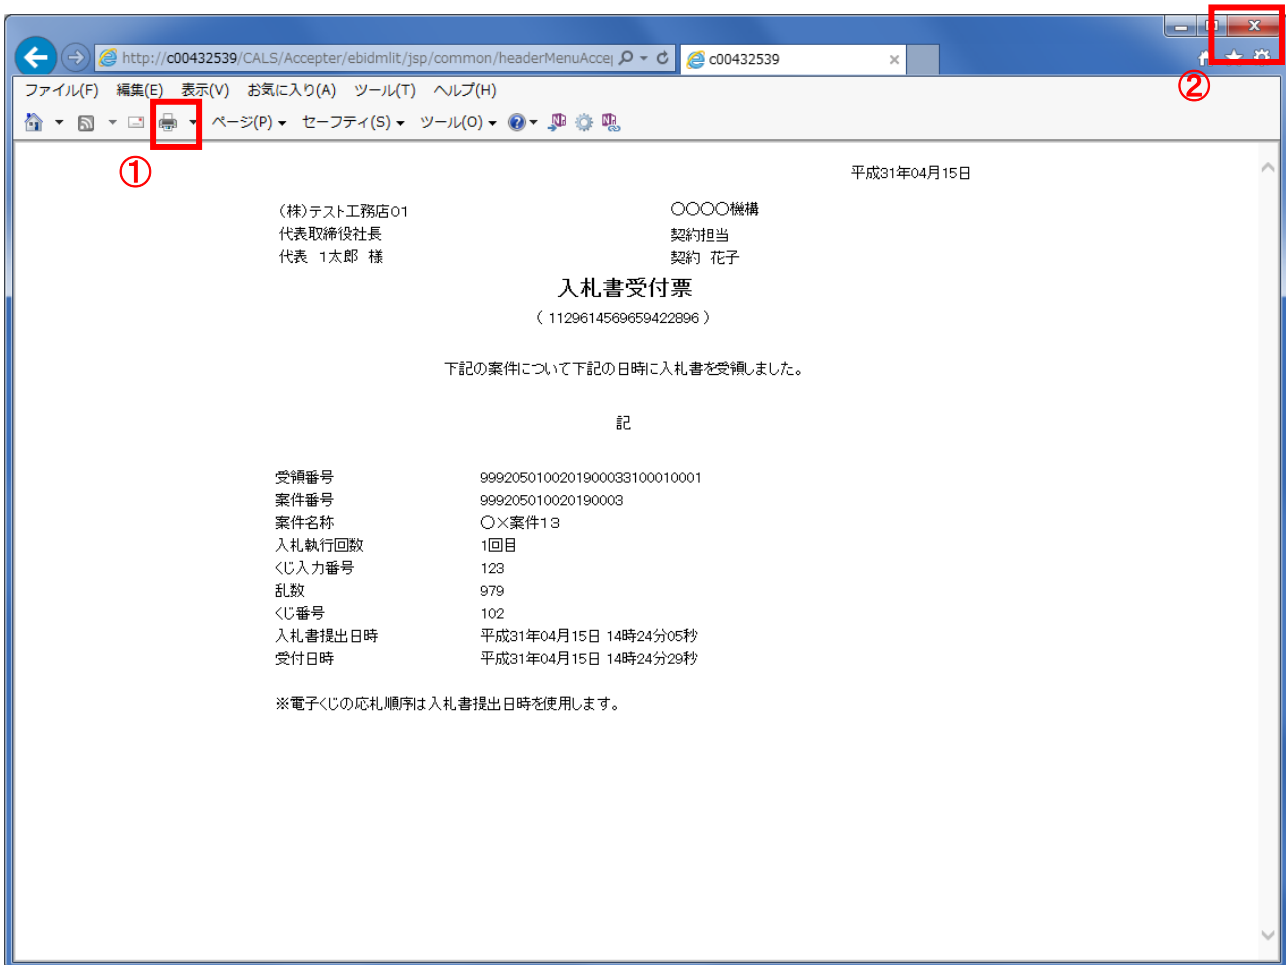 ②
http://c00432539/CALS/Accepter/ebidmlit/jsp/common/headerMenuAccep
c00432539
ファイル(F) 編集(E) 表示(V) お気に入り(A) ツール(T) ヘルプ(H)
ページ(P) セーフティ(S) ツール(O)
①
平成31年04月15日
(株)テスト工務店01 〇〇〇〇機構
代表取締役社長 契約担当
代表 1太郎 様 契約 花子
入札書受付票
( 1129614569659422896 )
下記の案件について下記の日時に入札書を受領しました。
記
受領番号 9992050100201900033100010001
案件番号 999205010020190003
案件名称 〇×案件13
入札執行回数 1回目
くじ入力番号 123
乱数 979
くじ番号 102
入札書提出日時 平成31年04月15日 14時24分05秒
受付日時 平成31年04月15日 14時24分29秒
※電子くじの応札順序は入札書提出日時を使用します。